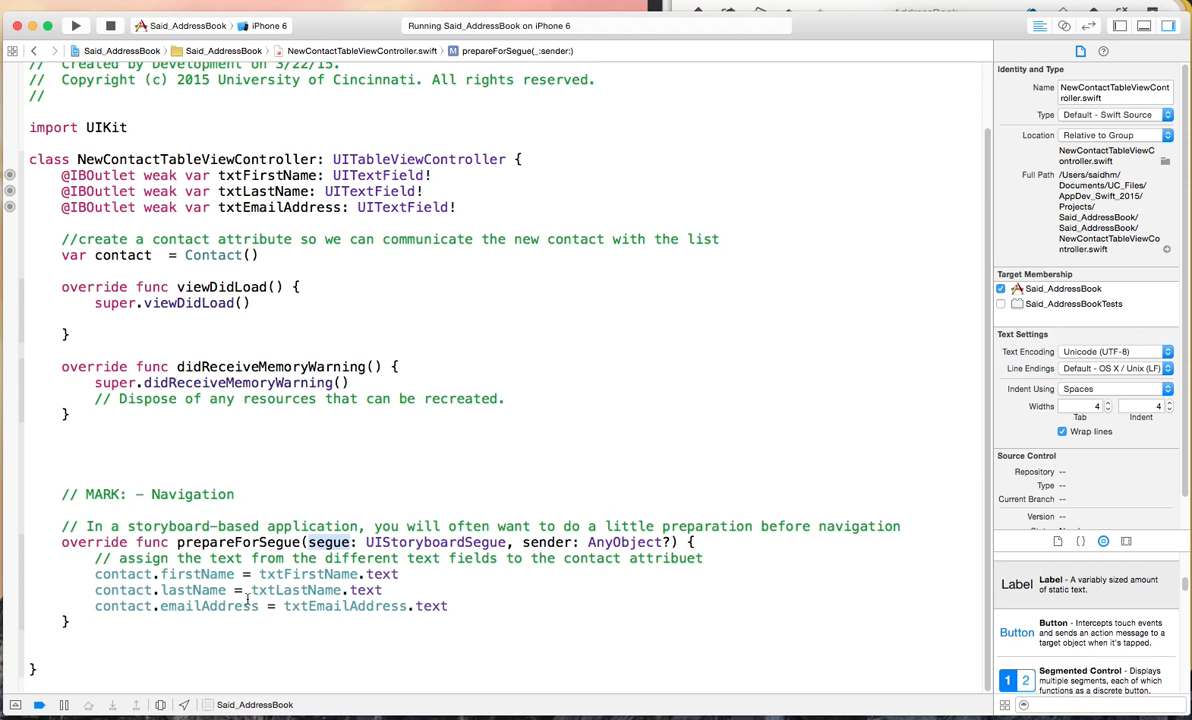 AddressBook
Said_AddressBook
iPhone 6
Running Said_AddressBook on iPhone 6
Said_AddressBook
Said_AddressBook
NewContactTableViewController.swift
M prepareForSegue(_:sender:)
//  Created by Development on 3/22/15.
//  Copyright (c) 2015 University of Cincinnati. All rights reserved.
//
import UIKit
class NewContactTableViewController: UITableViewController {
@IBOutlet weak var txtFirstName: UITextField!
@IBOutlet weak var txtLastName: UITextField!
@IBOutlet weak var txtEmailAddress: UITextField!
//create a contact attribute so we can communicate the new contact with the list
var contact  = Contact()
override func viewDidLoad() {
super.viewDidLoad()
}
override func didReceiveMemoryWarning() {
super.didReceiveMemoryWarning()
// Dispose of any resources that can be recreated.
}
// MARK: - Navigation
// In a storyboard-based application, you will often want to do a little preparation before navigation
override func prepareForSegue(segue: UIStoryboardSegue, sender: AnyObject?) {
// assign the text from the different text fields to the contact attribuet
contact.firstName = txtFirstName.text
contact.lastName = txtLastName.text
contact.emailAddress = txtEmailAddress.text
}
}
Said_AddressBook
Identity and Type
Name NewContactTableViewCont
roller.swift
Type Default - Swift Source
Location Relative to Group
NewContactTableViewC
ontroller.swift
Full Path /Users/saidhm/
Documents/UC_Files/
AppDev_Swift_2015/
Projects/
Said_AddressBook/
Said_AddressBook/
NewContactTableViewCo
ntroller.swift
Target Membership
Said_AddressBook
Said_AddressBookTests
Text Settings
Text Encoding Unicode (UTF-8)
Line Endings Default - OS X / Unix (LF)
Indent Using Spaces
Widths 4 4
Tab Indent
Wrap lines
Source Control
Repository --
Type --
Current Branch --
Version --
Label
Label - A variably sized amount
of static text.
Button
Button - Intercepts touch events
and sends an action message to a
target object when it's tapped.
1 2
Segmented Control - Displays
multiple segments, each of which
functions as a discrete button.